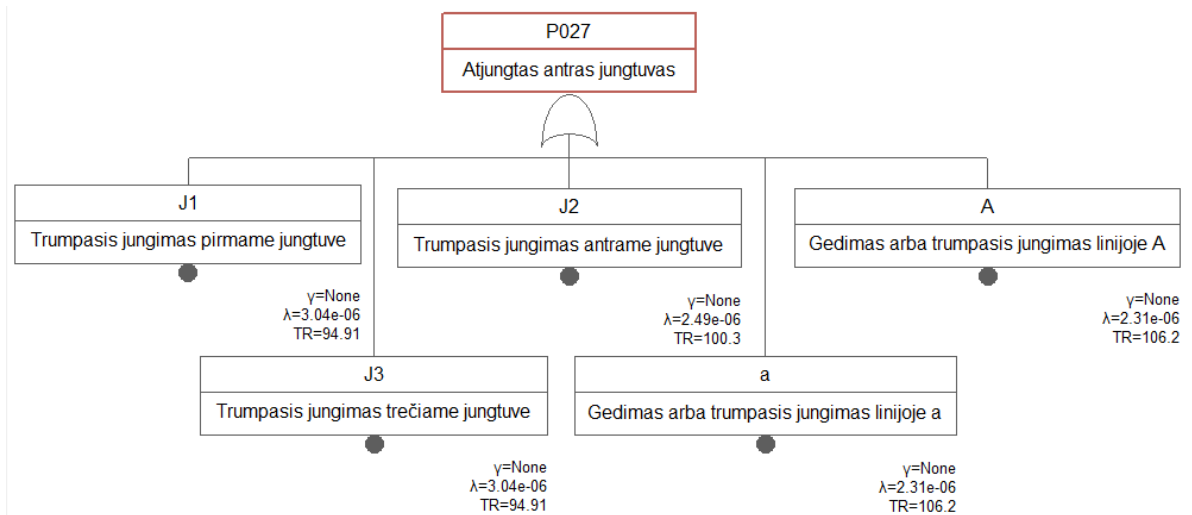 P027
Atjungtas antras jungtuvas
J1
Trumpasis jungimas pirmame jungtuve
γ=None
λ=3.04e-06
TR=94.91
J2
Trumpasis jungimas antrame jungtuve
γ=None
λ=2.49e-06
TR=100.3
A
Gedimas arba trumpasis jungimas linijoje A
γ=None
λ=2.31e-06
TR=106.2
J3
Trumpasis jungimas trečiame jungtuve
γ=None
λ=3.04e-06
TR=94.91
a
Gedimas arba trumpasis jungimas linijoje a
γ=None
λ=2.31e-06
TR=106.2